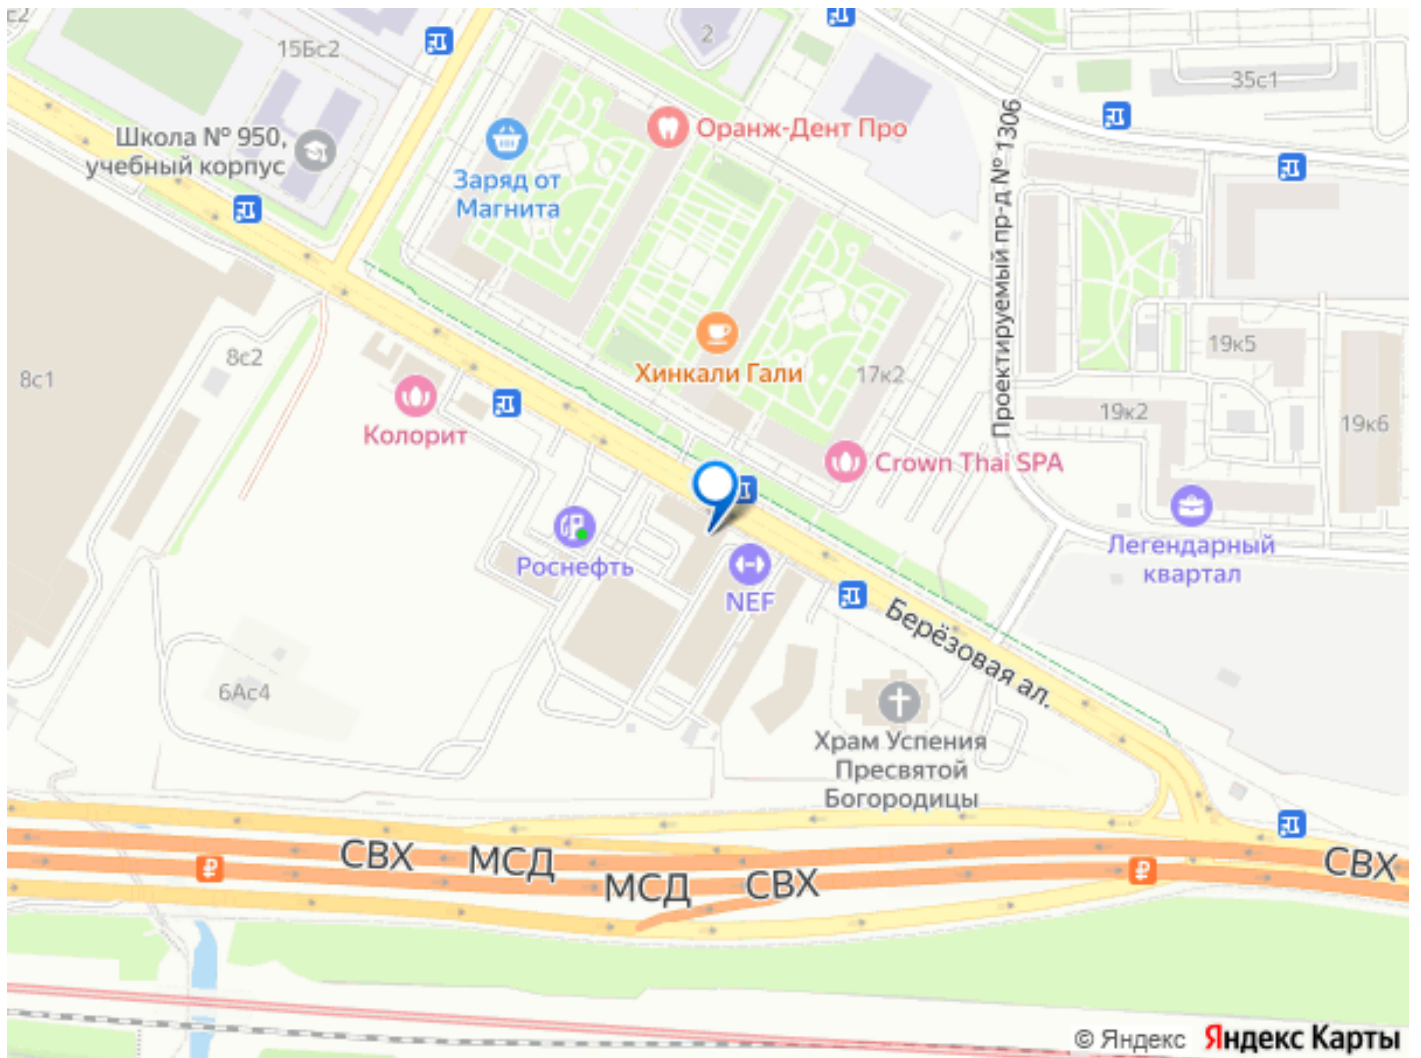 15Бс2
2
35с1
Школа № 950,
учебный корпус
Оранж-Дент Про
Заряд от
Магнита
Проектируемый пр-д № 1306
8с2
8с1
Хинкали Гали
17к2
19к5
19к2
19к6
Колорит
Crown Thai SPA
Роснефть
NEF
Легендарный
квартал
Берёзовая ал.
6Ас4
Храм Успения
Пресвятой
Богородицы
СВХ
МСД
МСД
СВХ
СВХ
© Яндекс Яндекс Карты